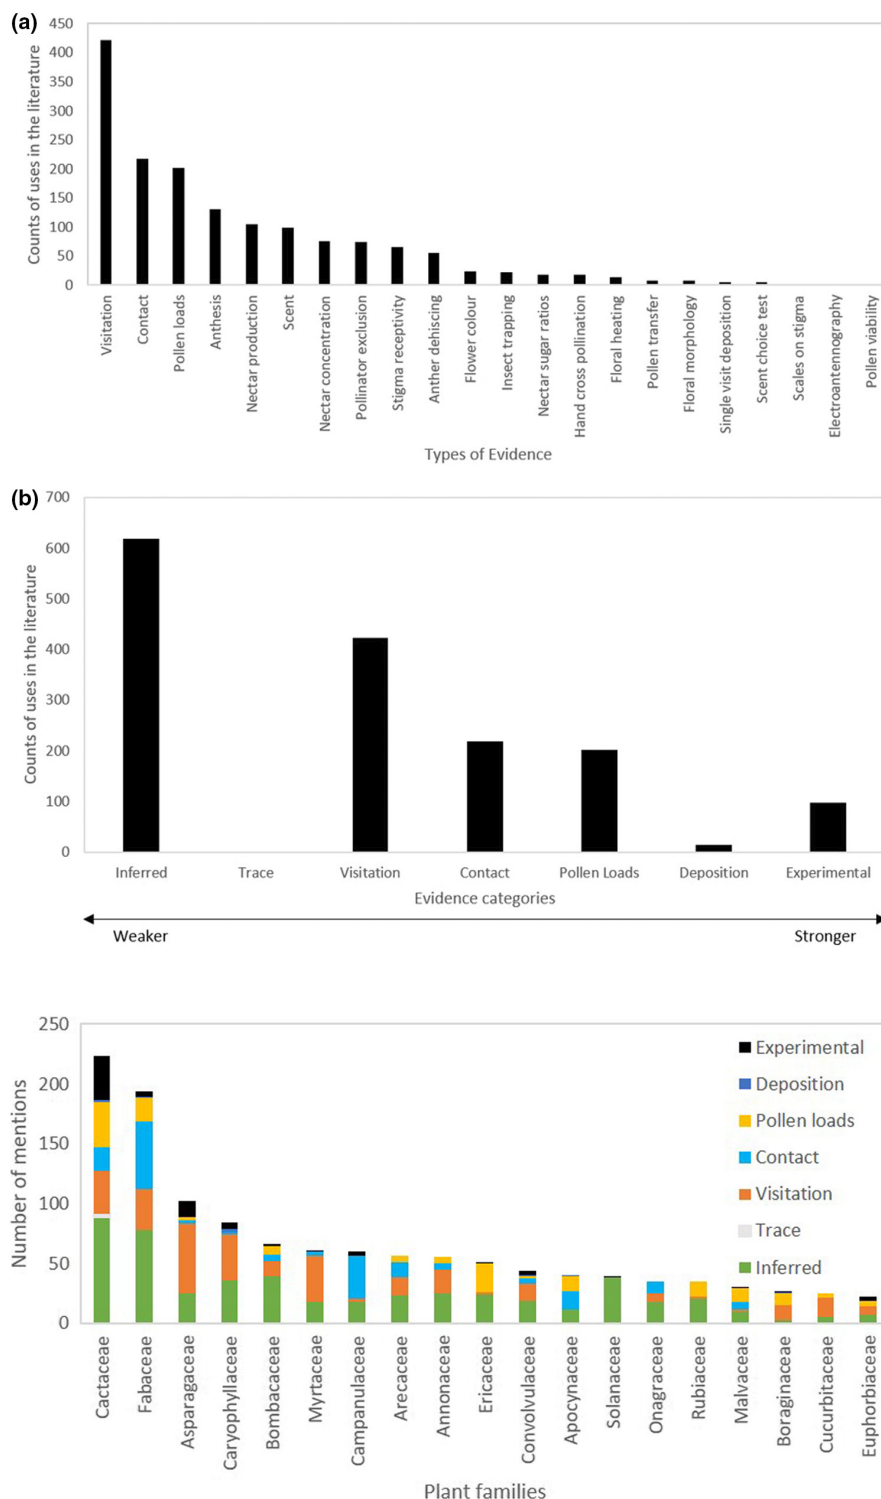 (a)
Counts of uses in the literature
450
400
350
300
250
200
150
100
50
0
Visitation
Contact
Pollen loads
Anthesis
Nectar production
Scent
Nectar concentration
Pollinator exclusion
Stigma receptivity
Anther dehiscing
Flower colour
Insect trapping
Nectar sugar ratios
Hand cross pollination
Floral heating
Pollen transfer
Floral morphology
Single visit deposition
Scent choice test
Scales on stigma
Electroantennography
Pollen viability
Types of Evidence
(b)
Counts of uses in the literature
700
600
500
400
300
200
100
0
Inferred
Trace
Visitation
Contact
Pollen Loads
Deposition
Experimental
Evidence categories
Weaker
Stronger
Number of mentions
250
200
150
100
50
0
Experimental
Deposition
Pollen loads
Contact
Visitation
Trace
Inferred
Cactaceae
Fabaceae
Asparagaceae
Caryophyllaceae
Bombacaceae
Myrtaceae
Campanulaceae
Arecaceae
Annonaceae
Ericaceae
Convolvulaceae
Apocynaceae
Solanaceae
Onagraceae
Rubiaceae
Malvaceae
Boraginaceae
Cucurbitaceae
Euphorbiaceae
Plant families